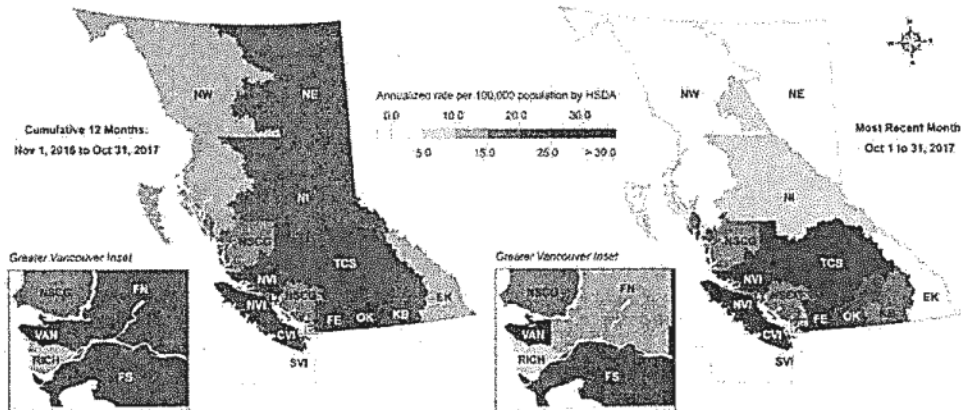 NW
NE
Annualized rate per 100,000 population by HSDA
0.0 10.0 20.0 30.0
5.0 15.0 25.0 >30.0
Cumulative 12 Months:
Nov 1, 2016 to Oct 31, 2017
NI
NSCG
TCS
NVI
NVI
NSCG
EK
FE
OK
KB
CVI
SVI
Greater Vancouver Inset
NSCG
FN
VAN
RICH
FS
NW
NE
Most Recent Month
Oct 1 to 31, 2017
NI
NSCG
TCS
NVI
NVI
EK
FE
OK
CVI
SVI
Greater Vancouver Inset
NSCG
FN
VAN
RICH
FS